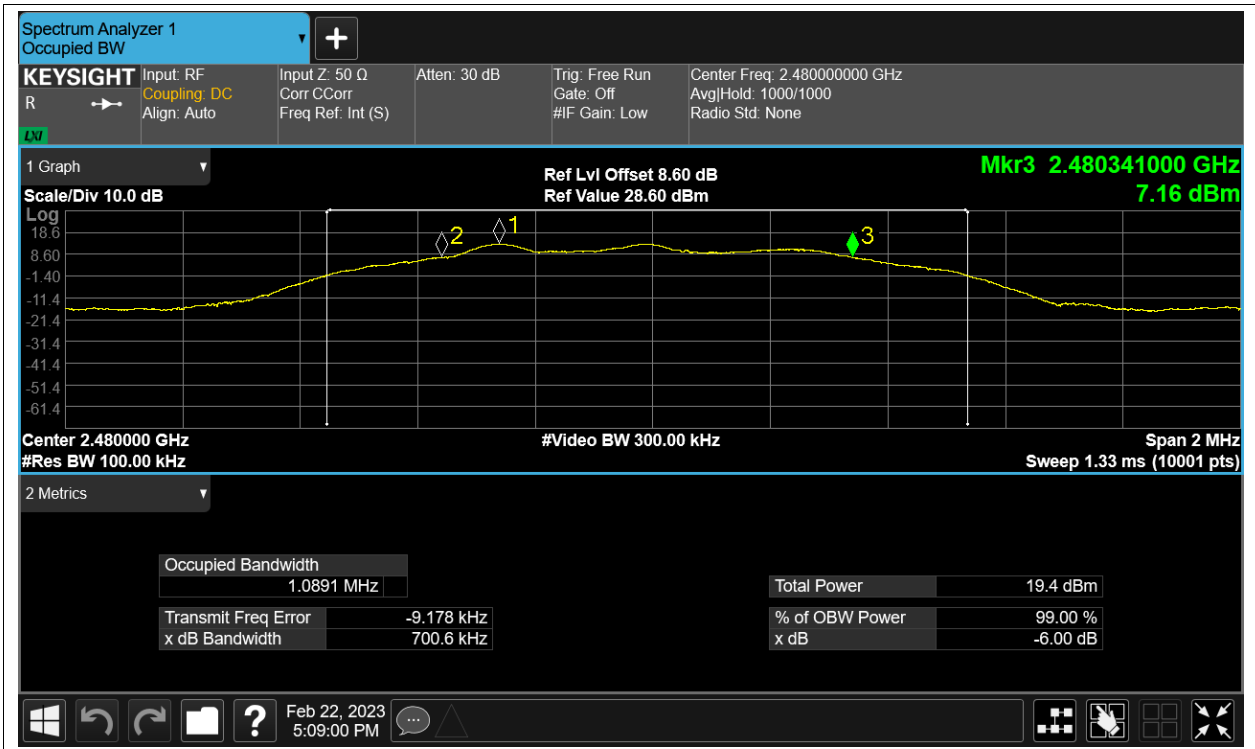 Spectrum Analyzer 1
Occupied BW
KEYSIGHT
R
LXI
Input: RF
Coupling: DC
Align: Auto
Input Z: 50 Ω
Corr CCorr
Freq Ref: Int (S)
Atten: 30 dB
Trig: Free Run
Gate: Off
#IF Gain: Low
Center Freq: 2.480000000 GHz
Avg|Hold: 1000/1000
Radio Std: None
1 Graph
Scale/Div 10.0 dB
Ref Lvl Offset 8.60 dB
Ref Value 28.60 dBm
Mkr3 2.480341000 GHz
7.16 dBm
Log
18.6
8.60
-1.40
-11.4
-21.4
-31.4
-41.4
-51.4
-61.4
2
1
3
Center 2.480000 GHz
#Video BW 300.00 kHz
Span 2 MHz
#Res BW 100.00 kHz
Sweep 1.33 ms (10001 pts)
2 Metrics
Occupied Bandwidth
1.0891 MHz
Transmit Freq Error -9.178 kHz
x dB Bandwidth 700.6 kHz
Total Power 19.4 dBm
% of OBW Power 99.00 %
x dB -6.00 dB
?
Feb 22, 2023
5:09:00 PM